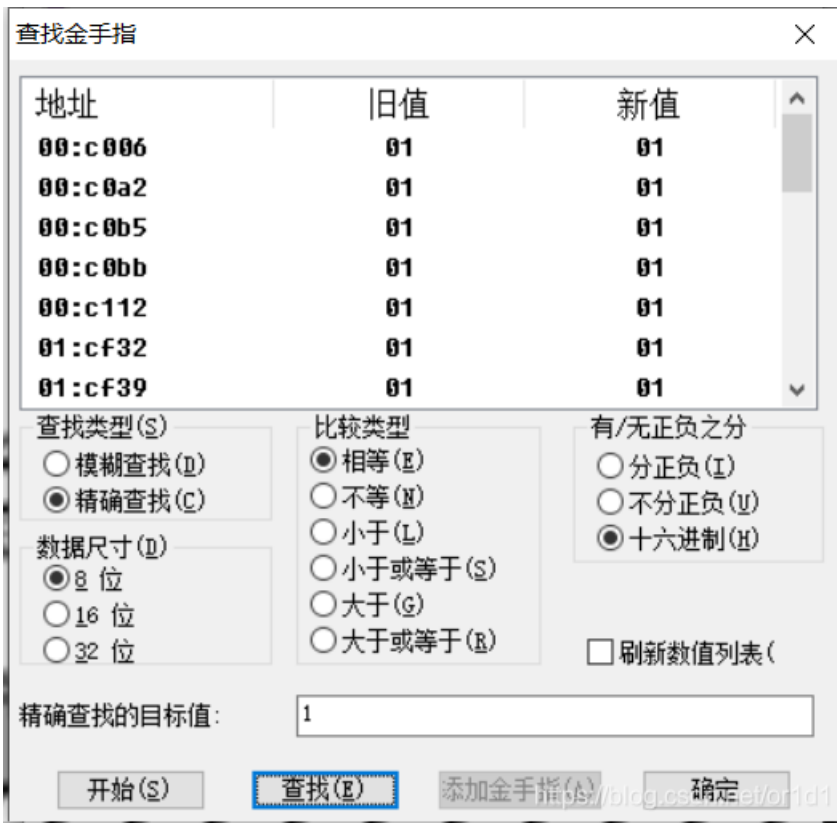 查找金手指
地址 旧值 新值
00:c006 01 01
00:c0a2 01 01
00:c0b5 01 01
00:c0bb 01 01
00:c112 01 01
01:cf32 01 01
01:cf39 01 01
查找类型(S)
模糊查找(D)
精确查找(C)
数据尺寸(D)
8 位
16 位
32 位
比较类型
相等(E)
不等(N)
小于(L)
小于或等于(S)
大于(G)
大于或等于(R)
有/无正负之分
分正负(I)
不分正负(U)
十六进制(H)
刷新数值列表(
精确查找的目标值: 1
开始(S) 查找(E) 添加金手指(A) 确定
https://blog.csdn.net/or1d1